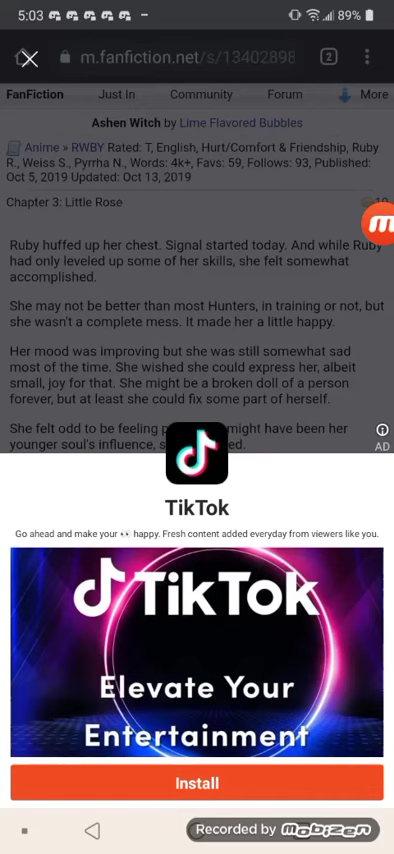 5:03
89%
m.fanfiction.net/s/13402898
2
FanFiction Just In Community Forum More
Ashen Witch by Lime Flavored Bubbles
Anime » RWBY Rated: T, English, Hurt/Comfort & Friendship, Ruby
R., Weiss S., Pyrrha N., Words: 4k+, Favs: 59, Follows: 93, Published:
Oct 5, 2019 Updated: Oct 13, 2019
Chapter 3: Little Rose
Ruby huffed up her chest. Signal started today. And while Ruby
had only leveled up some of her skills, she felt somewhat
accomplished.
She may not be better than most Hunters, in training or not, but
she wasn't a complete mess. It made her a little happy.
Her mood was improving but she was still somewhat sad
most of the time. She wished she could express her, albeit
small, joy for that. She might be a broken doll of a person
forever, but at least she could fix some part of herself.
She felt odd to be feeling might have been her
younger soul's influence, ed.
AD
TikTok
Go ahead and make your 👀 happy. Fresh content added everyday from viewers like you.
TikTok
Elevate Your
Entertainment
Install
Recorded by mobizen